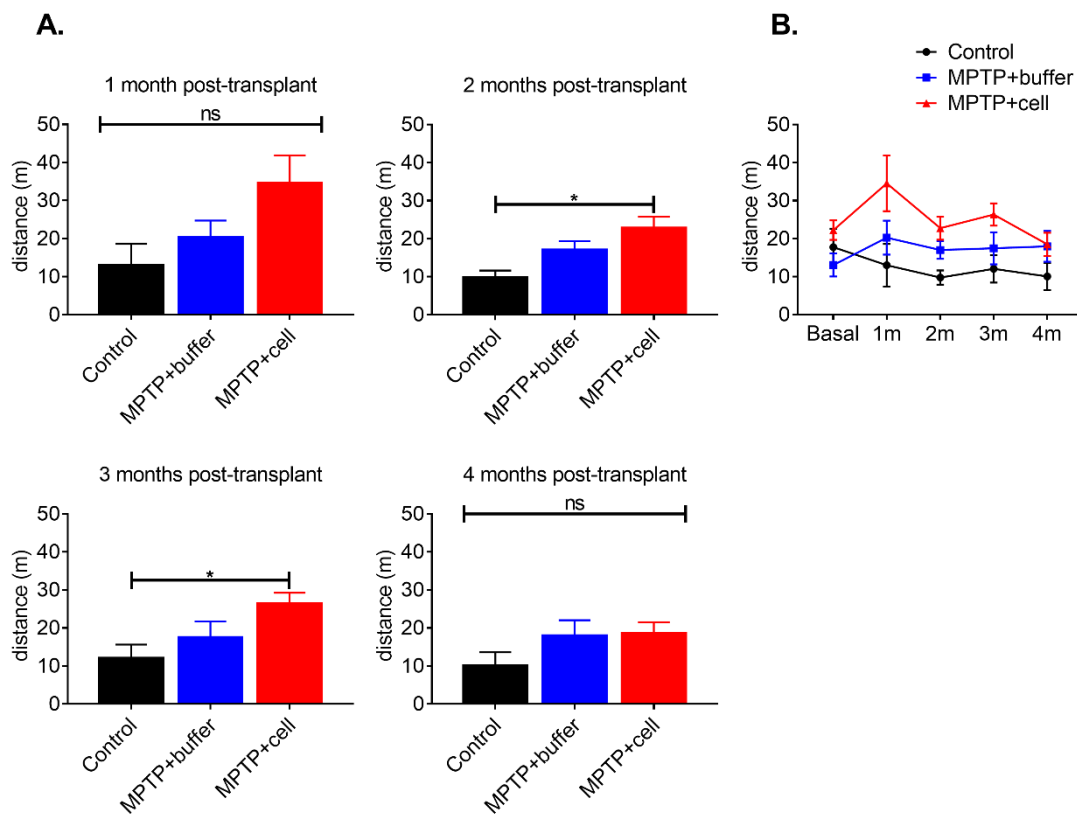 A.
1 month post-transplant
ns
50
40
30
20
10
0
distance (m)
Control
MPTP+buffer
MPTP+cell
2 months post-transplant
*
50
40
30
20
10
0
distance (m)
Control
MPTP+buffer
MPTP+cell
B.
Control
MPTP+buffer
MPTP+cell
50
40
30
20
10
0
distance (m)
Basal 1m 2m 3m 4m
3 months post-transplant
*
50
40
30
20
10
0
distance (m)
Control
MPTP+buffer
MPTP+cell
4 months post-transplant
ns
50
40
30
20
10
0
distance (m)
Control
MPTP+buffer
MPTP+cell